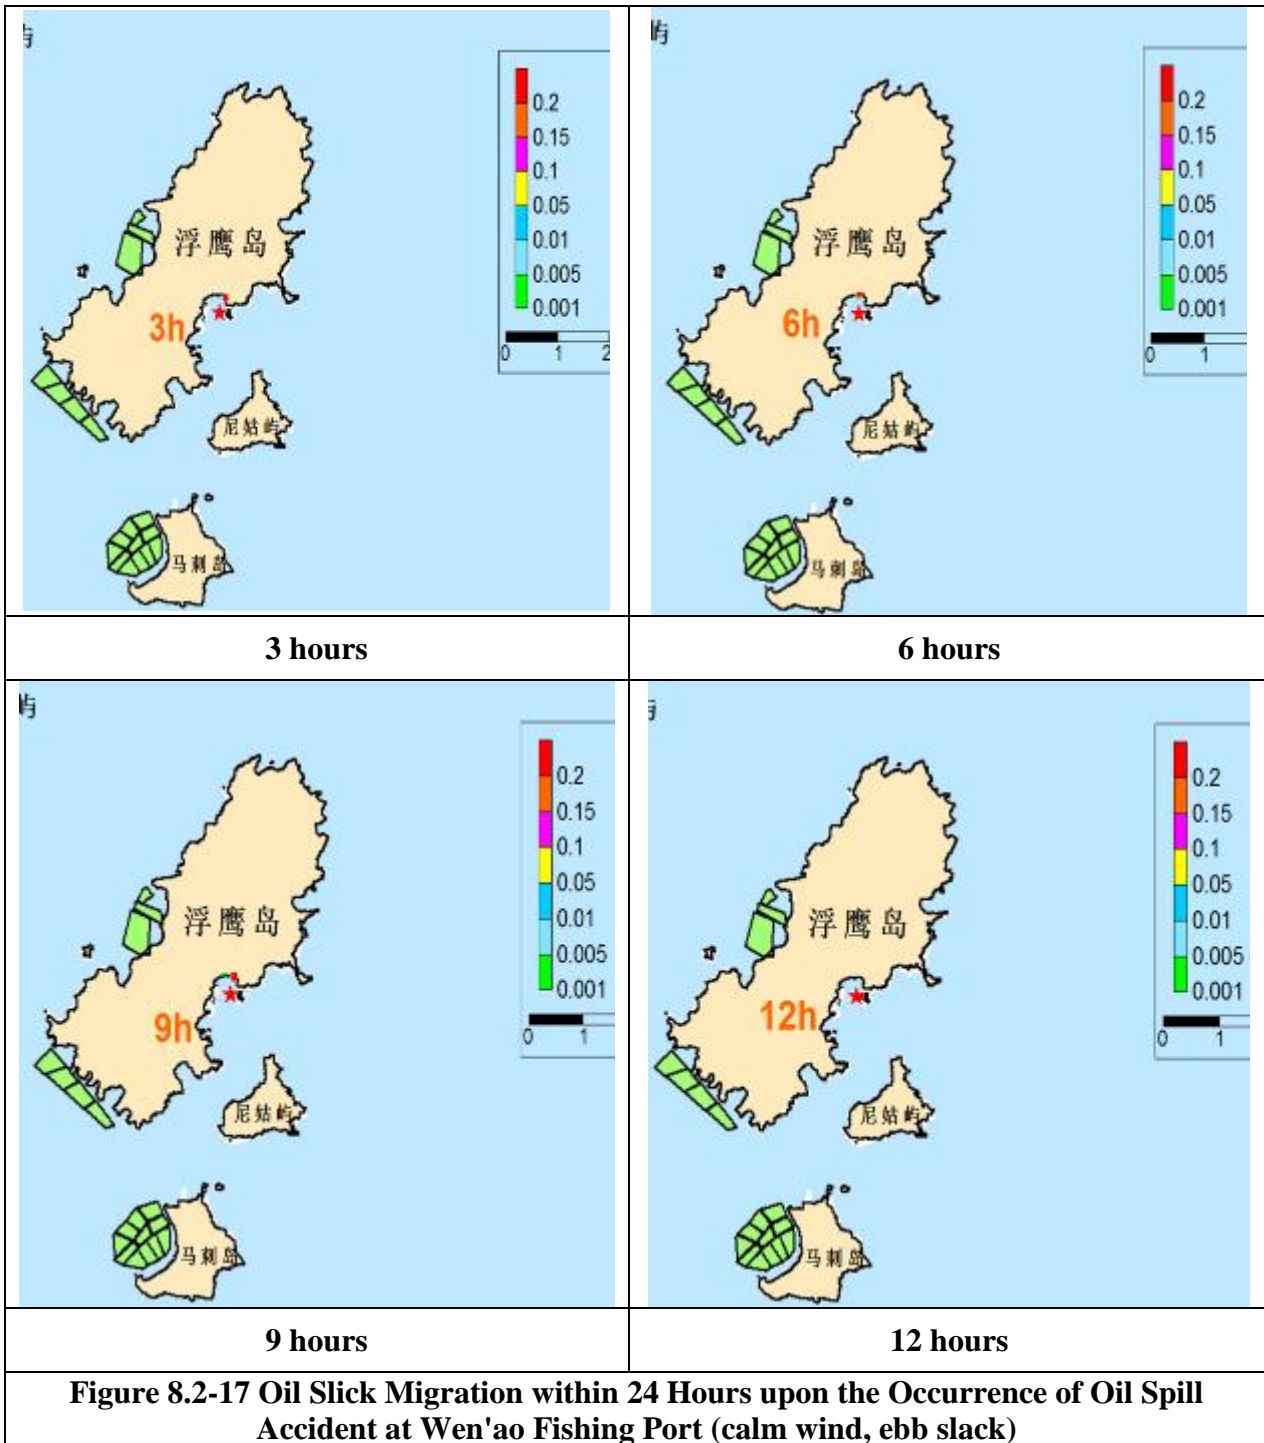 屿
0.2
0.15
0.1
0.05
0.01
0.005
0.001
0 1 2
浮鹰岛
3h
尼姑屿
马刺岛
3 hours
屿
0.2
0.15
0.1
0.05
0.01
0.005
0.001
0 1
浮鹰岛
6h
尼姑屿
马刺岛
6 hours
屿
0.2
0.15
0.1
0.05
0.01
0.005
0.001
0 1
浮鹰岛
9h
尼姑屿
马刺岛
9 hours
屿
0.2
0.15
0.1
0.05
0.01
0.005
0.001
0 1
浮鹰岛
12h
尼姑屿
马刺岛
12 hours
Figure 8.2-17 Oil Slick Migration within 24 Hours upon the Occurrence of Oil Spill
Accident at Wen'ao Fishing Port (calm wind, ebb slack)